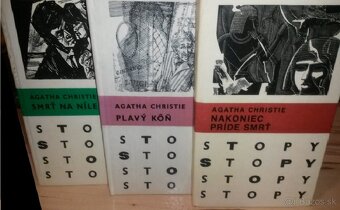 AGATHA CHRISTIE
SMRŤ NA NÍLE
STO
STO
STO
STO
AGATHA CHRISTIE
PLAVÝ KÔŇ
STO
STO
STO
STO
AGATHA CHRISTIE
NAKONIEC
PRÍDE SMRŤ
STOPY
STOPY
STOPY
STOPY